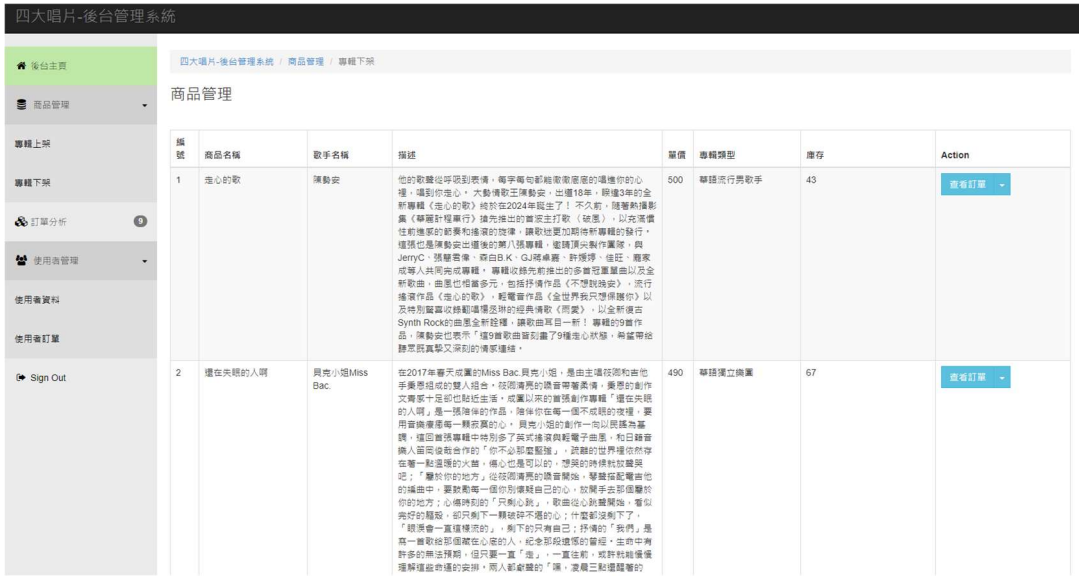 四大唱片-後台管理系統
後台主頁
商品管理
專輯上架
專輯下架
訂單分析 9
使用者管理
使用者資料
使用者訂單
Sign Out
四大唱片-後台管理系統 / 商品管理 / 專輯下架
商品管理
編號 商品名稱 歌手名稱 描述 單價 專輯類型 庫存 Action
1 走心的歌 陳勢安 500 華語流行男歌手 43 查看訂單
他的歌聲從呼吸到表情，每字每句都能徹徹底底的唱進你的心
裡，唱到你走心。 大勢情歌王陳勢安，出道18年，睽違3年的全
新專輯《走心的歌》終於在2024年誕生了！ 不久前，隨著熱播影
集《華麗計程車行》搶先推出的首波主打歌 〈破風〉，以充滿慣
性前進感的節奏和搖滾的旋律，讓歌迷更加期待新專輯的發行。
這張也是陳勢安出道後的第八張專輯，邀請頂尖製作團隊，與
JerryC、張簡君偉、森白B.K、GJ蔣卓嘉、許媛婷、佳旺、龐家
成等人共同完成專輯。 專輯收錄先前推出的多首冠軍單曲以及全
新歌曲，曲風也相當多元，包括抒情作品《不想說晚安》，流行
搖滾作品《走心的歌》，輕電音作品《全世界我只想保護你》以
及特別驚喜收錄翻唱楊丞琳的經典情歌《雨愛》，以全新復古
Synth Rock的曲風全新詮釋，讓歌曲耳目一新！ 專輯的9首作
品，陳勢安也表示「這9首歌曲皆刻畫了9種走心狀態，希望帶給
聽眾既真摯又深刻的情感連結。
2 還在失眠的人啊 貝克小姐Miss Bac. 490 華語獨立樂團 67 查看訂單
在2017年春天成團的Miss Bac.貝克小姐，是由主唱筱卿和吉他
手秉恩組成的雙人組合。筱卿清亮的嗓音帶著柔情，秉恩的創作
文青感十足卻也貼近生活。成團以來的首張創作專輯「還在失眠
的人啊」是一張陪伴的作品，陪伴你在每一個不成眠的夜裡，要
用音樂療癒每一顆寂寞的心。 貝克小姐的創作一向以民謠為基
調，這回首張專輯中特別多了英式搖滾與輕電子曲風，和日籍音
樂人苗岡俊哉合作的「你不必那麼堅強」，疏離的世界裡依然存
在著一點溫暖的火苗，傷心也是可以的，想哭的時候就放聲哭
吧；「屬於你的地方」從筱卿清亮的嗓音開始，琴聲搭配電吉他
的編曲中，要鼓勵每一個你別懷疑自己的心，放開手去那個屬於
你的地方；心傷時刻的「只剩心跳」，歌曲從心跳聲開始，看似
完好的軀殼，卻只剩下一顆破碎不堪的心；什麼都沒剩下了，
「眼淚會一直這樣流的」，剩下的只有自己；抒情的「我們」是
寫一首歌給那個藏在心底的人，紀念那段遺憾的曾經。生命中有
許多的無法預期，但只要一直「走」，一直往前，或許就能慢慢
理解這些命運的安排。兩人都獻聲的「嘿，凌晨三點還醒著的